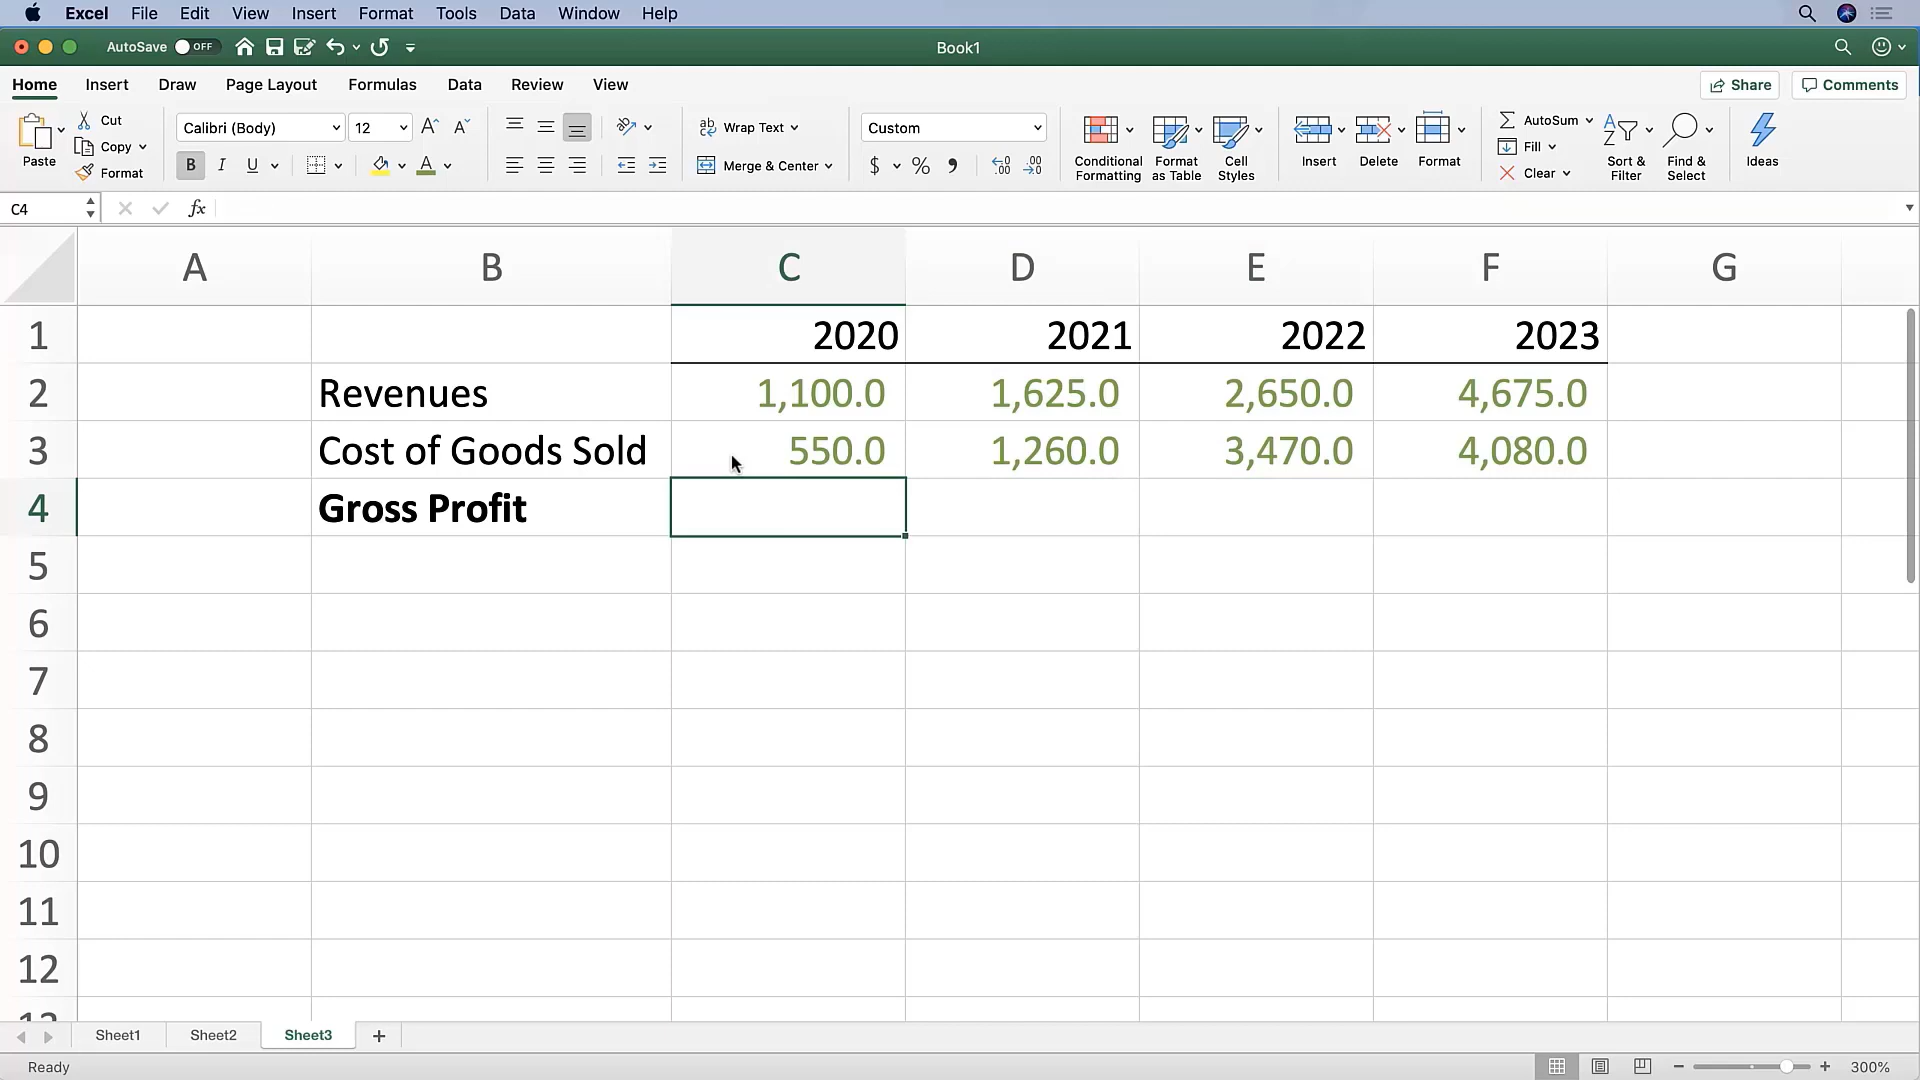 Excel File Edit View Insert Format Tools Data Window Help
AutoSave OFF Book1
Home Insert Draw Page Layout Formulas Data Review View Share Comments
Paste Cut Copy Format
Calibri (Body) 12
B I U
ab Wrap Text
Merge & Center
Custom
$ % 9
Conditional Formatting
Format as Table
Cell Styles
Insert Delete Format
AutoSum
Fill
Clear
Sort & Filter
Find & Select
Ideas
C4 fx
A B C D E F G
1 2020 2021 2022 2023
2 Revenues 1,100.0 1,625.0 2,650.0 4,675.0
3 Cost of Goods Sold 550.0 1,260.0 3,470.0 4,080.0
4 Gross Profit
5
6
7
8
9
10
11
12
13
Sheet1 Sheet2 Sheet3 +
Ready 300%